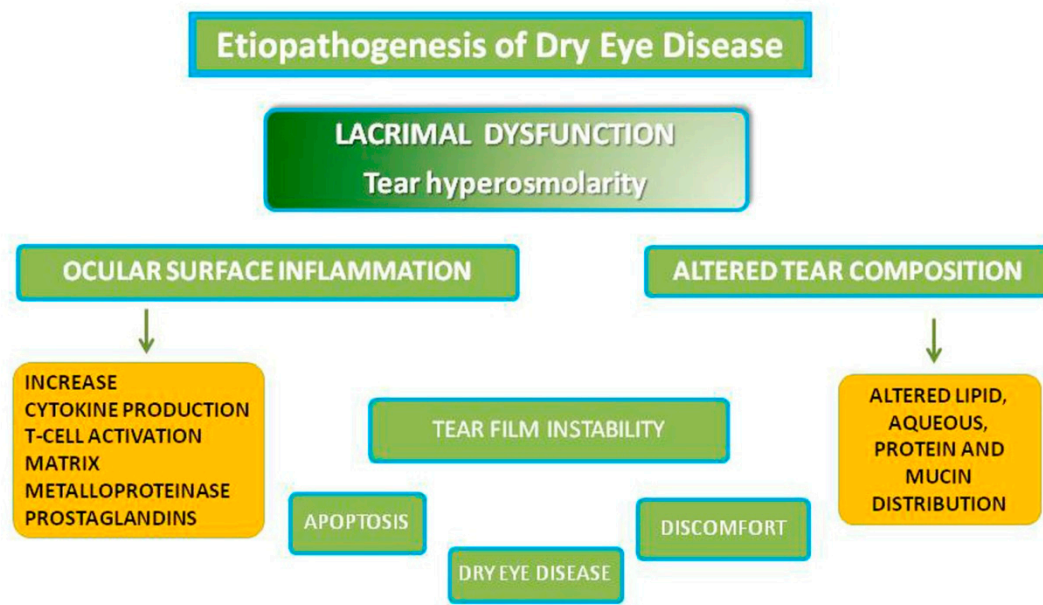 Etiopathogenesis of Dry Eye Disease
LACRIMAL DYSFUNCTION
Tear hyperosmolarity
OCULAR SURFACE INFLAMMATION
ALTERED TEAR COMPOSITION
INCREASE
CYTOKINE PRODUCTION
T-CELL ACTIVATION
MATRIX
METALLOPROTEINASE
PROSTAGLANDINS
TEAR FILM INSTABILITY
ALTERED LIPID,
AQUEOUS,
PROTEIN AND
MUCIN
DISTRIBUTION
APOPTOSIS
DISCOMFORT
DRY EYE DISEASE